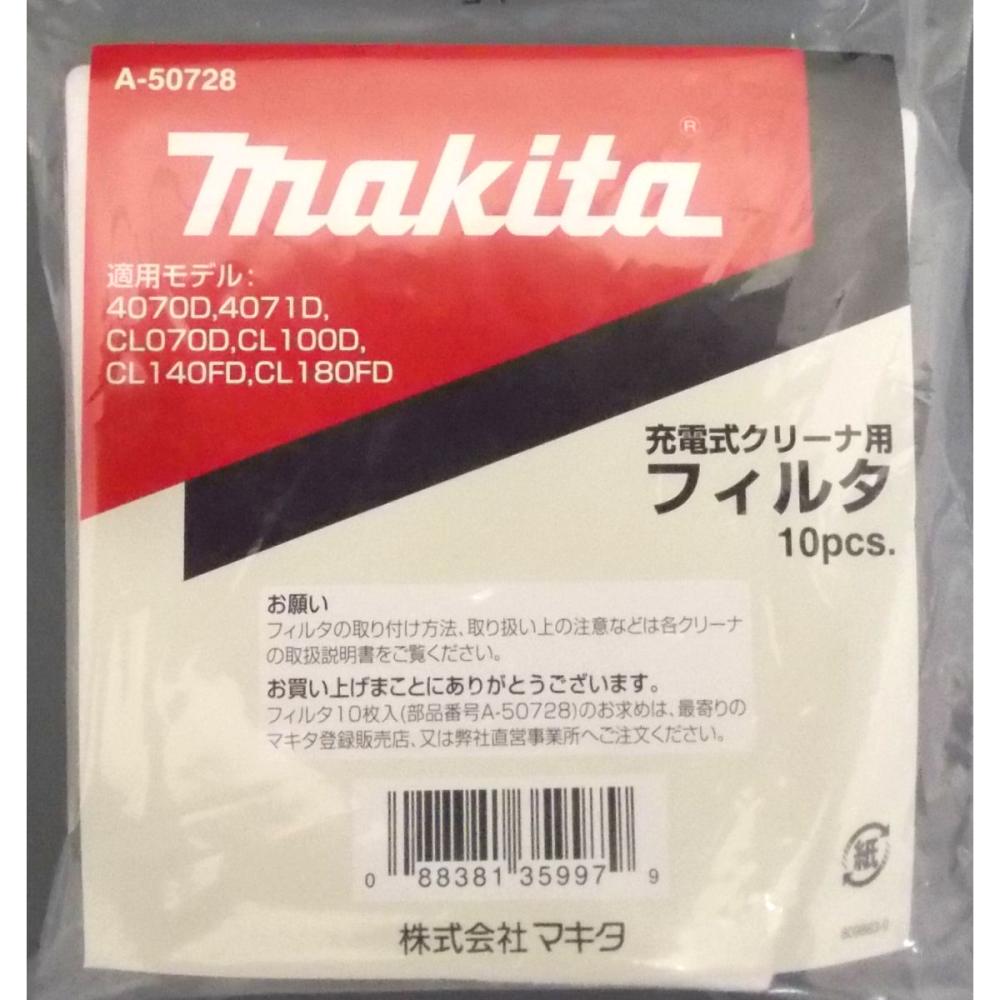 A-50728
makita®
適用モデル:
4070D,4071D,
CL070D,CL100D,
CL140FD,CL180FD
充電式クリーナ用
フィルタ
10pcs.
お願い
フィルタの取り付け方法、取り扱い上の注意などは各クリーナ
の取扱説明書をご覧ください。
お買い上げまことにありがとうございます。
フィルタ10枚入(部品番号A-50728)のお求めは、最寄りの
マキタ登録販売店、又は弊社直営事業所へご注文ください。
0 88381 35997 9
紙
株式会社マキタ